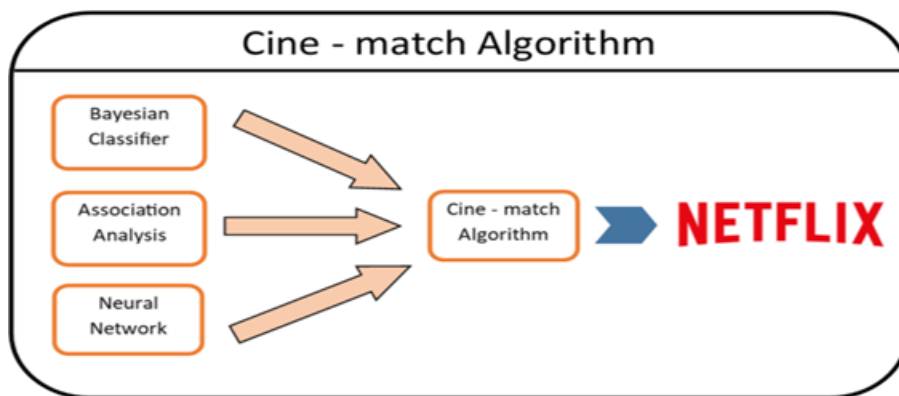 Cine - match Algorithm
Bayesian
Classifier
Association
Analysis
Neural
Network
Cine - match
Algorithm
NETFLIX